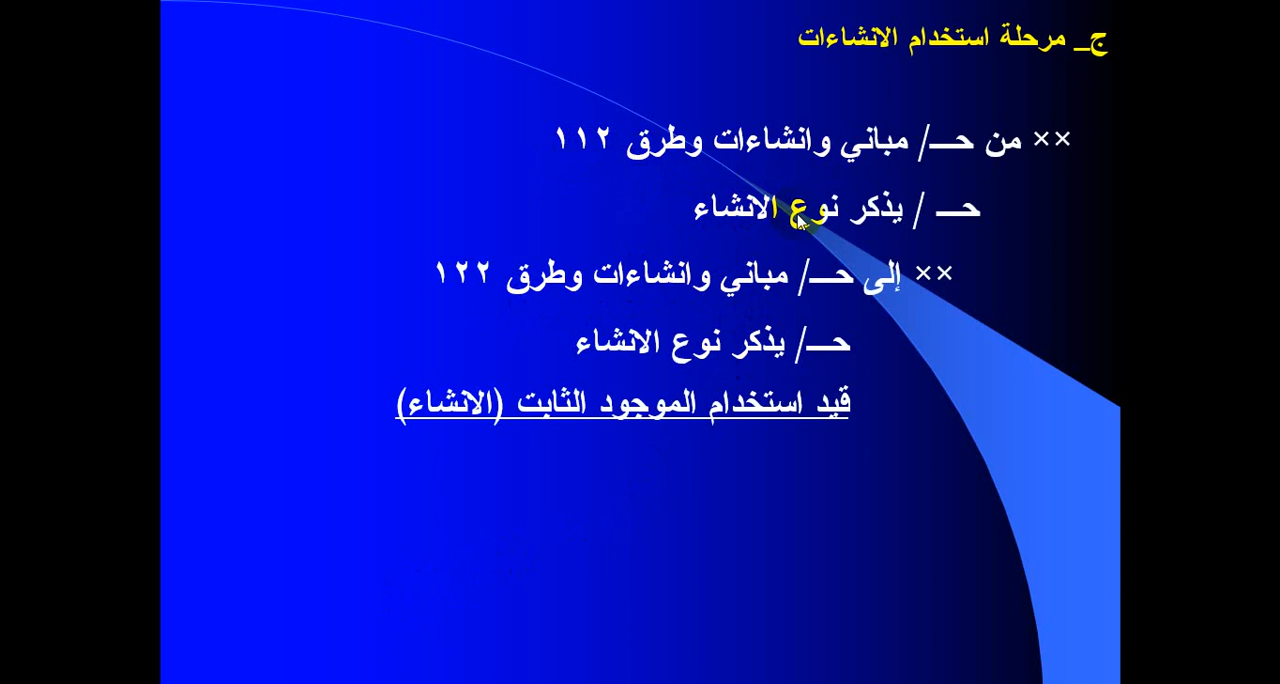 ج_ مرحلة استخدام الانشاءات
×× من حـــ/ مباني وانشاءات وطرق ١١٢
حـــ / يذكر نوع الانشاء
×× إلى حـــ/ مباني وانشاءات وطرق ١٢٢
حـــ/ يذكر نوع الانشاء
قيد استخدام الموجود الثابت (الانشاء)